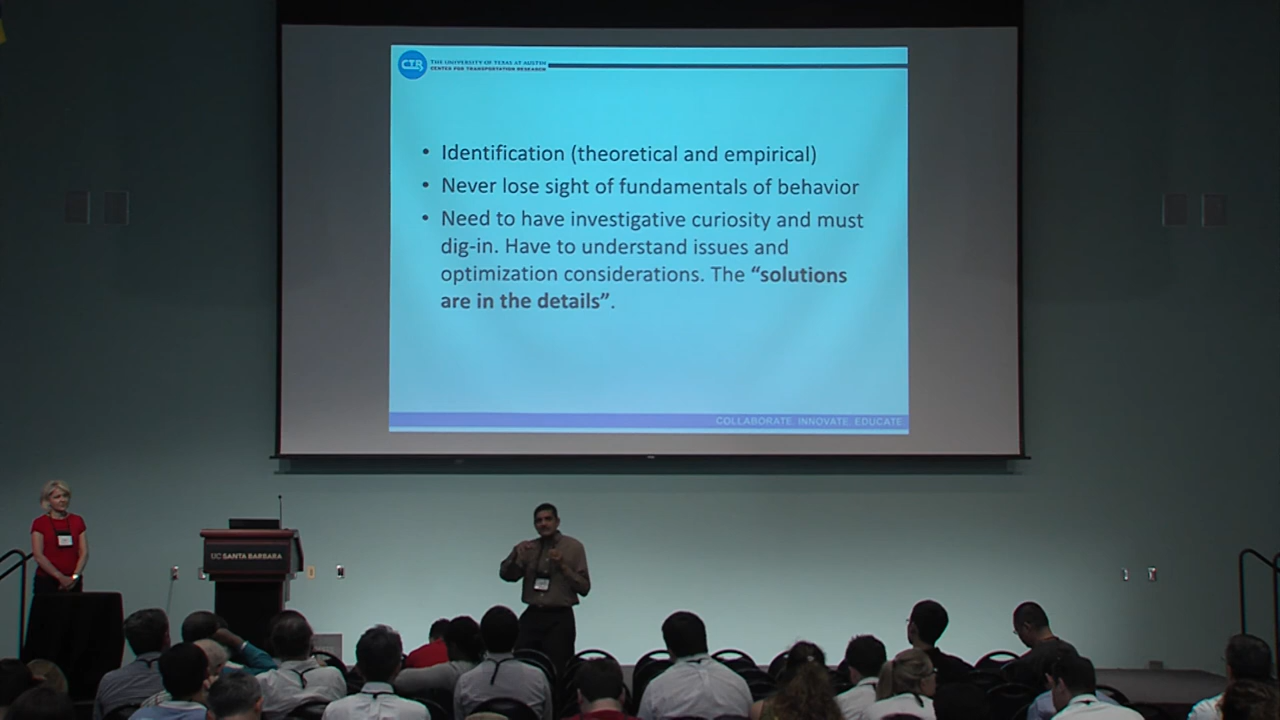 CTR
THE UNIVERSITY OF TEXAS AT AUSTIN
CENTER FOR TRANSPORTATION RESEARCH
• Identification (theoretical and empirical)
• Never lose sight of fundamentals of behavior
• Need to have investigative curiosity and must
dig-in. Have to understand issues and
optimization considerations. The “solutions
are in the details”.
COLLABORATE. INNOVATE. EDUCATE
UC SANTA BARBARA